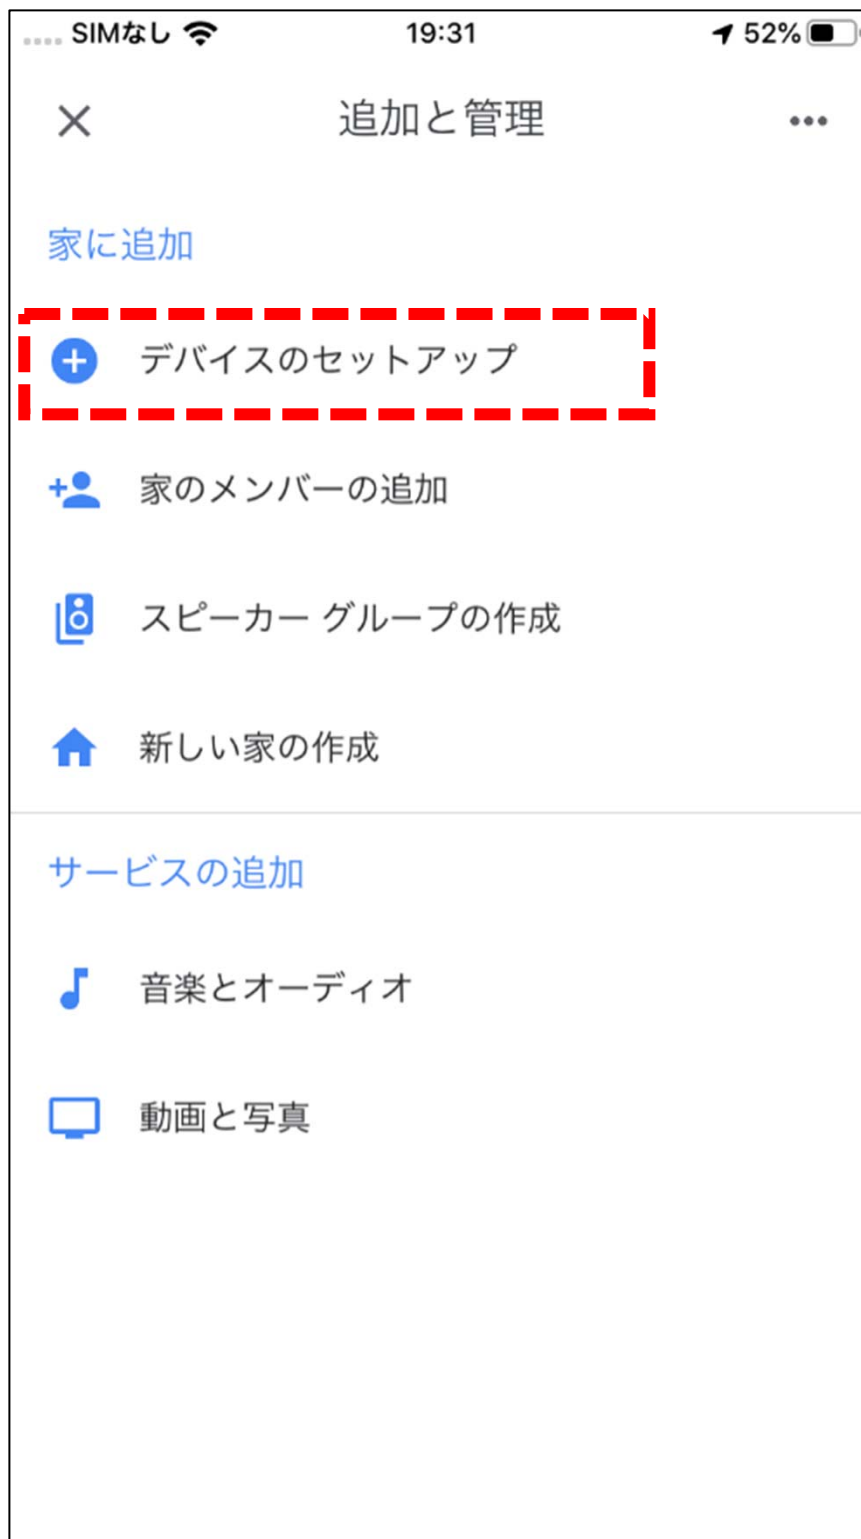 SIMなし 19:31 52%
追加と管理
家に追加
デバイスのセットアップ
家のメンバーの追加
スピーカー グループの作成
新しい家の作成
サービスの追加
音楽とオーディオ
動画と写真